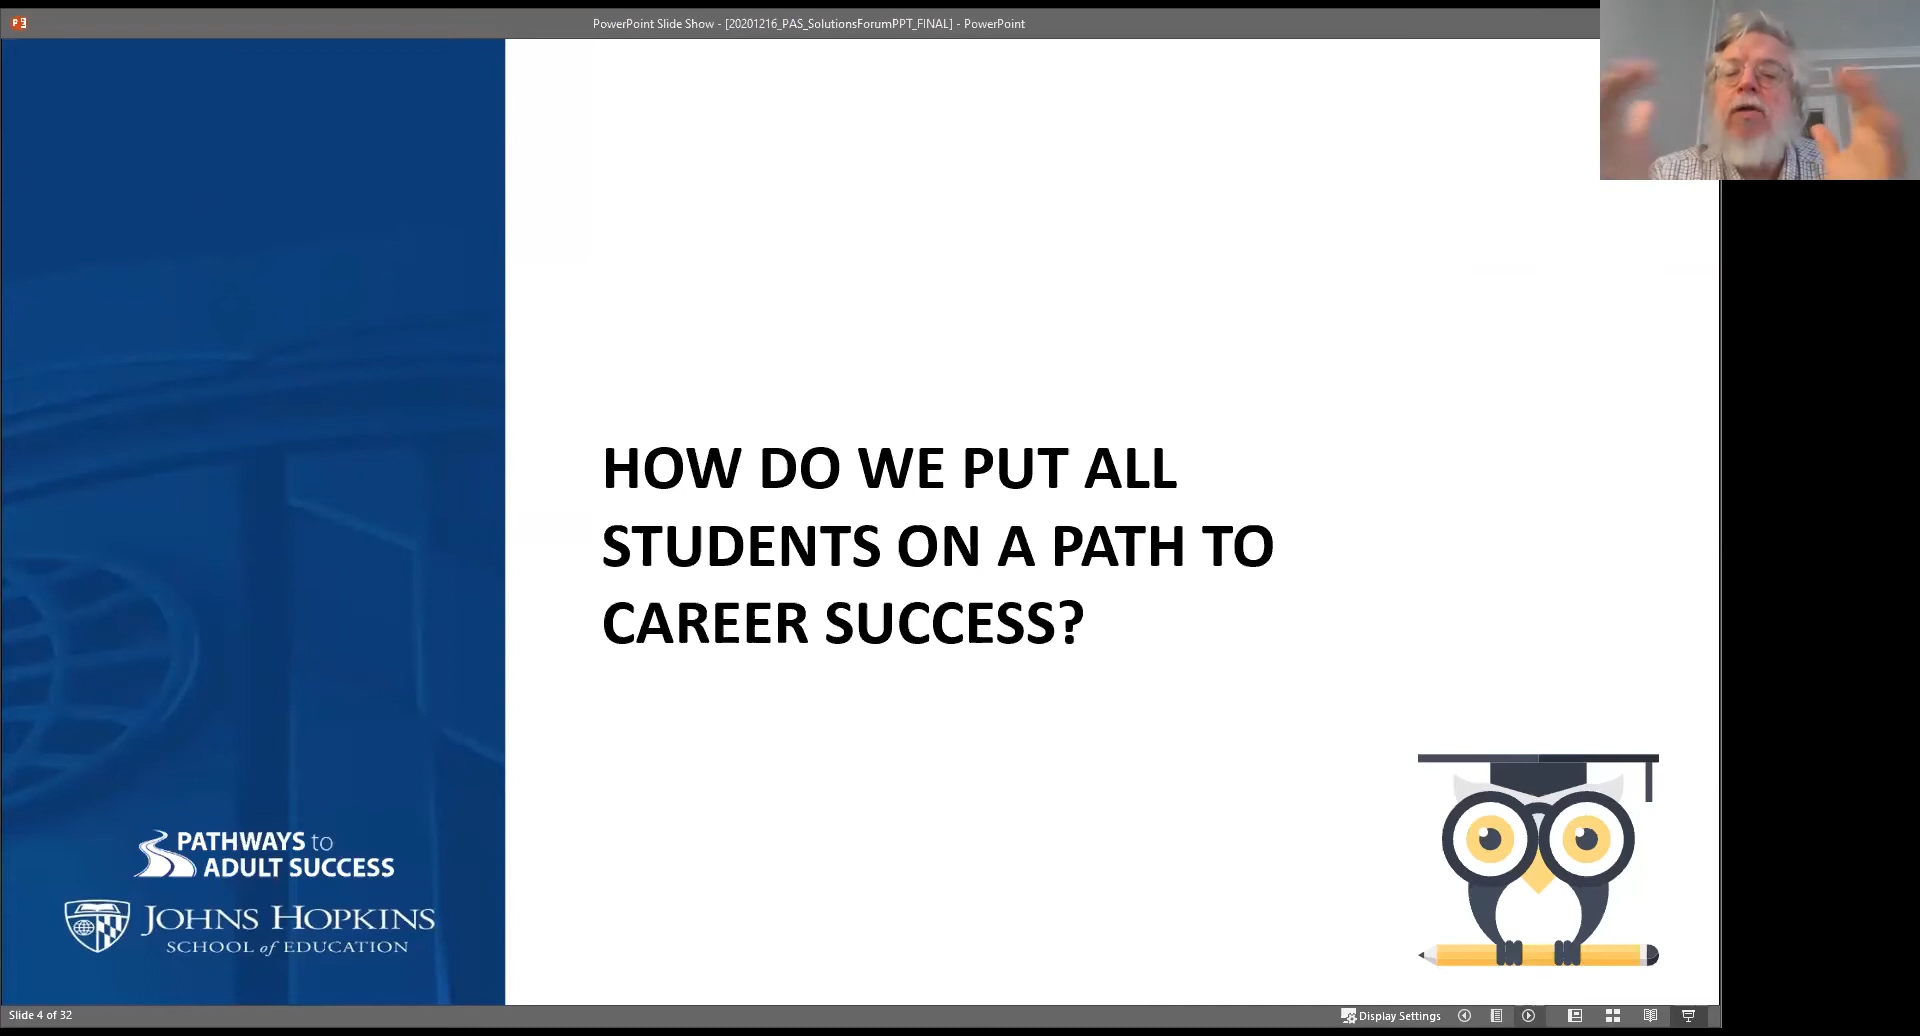 PowerPoint Slide Show - [20201216_PAS_SolutionsForumPPT_FINAL] - PowerPoint
HOW DO WE PUT ALL
STUDENTS ON A PATH TO
CAREER SUCCESS?
PATHWAYS to
ADULT SUCCESS
JOHNS HOPKINS
SCHOOL of EDUCATION
Slide 4 of 32
Display Settings